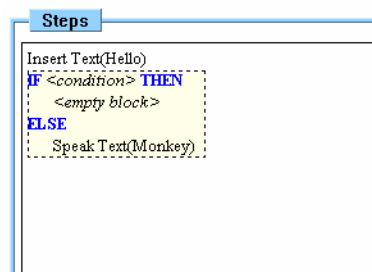 Steps
Insert Text(Hello)
IF <condition> THEN
<empty block>
ELSE
Speak Text(Monkey)